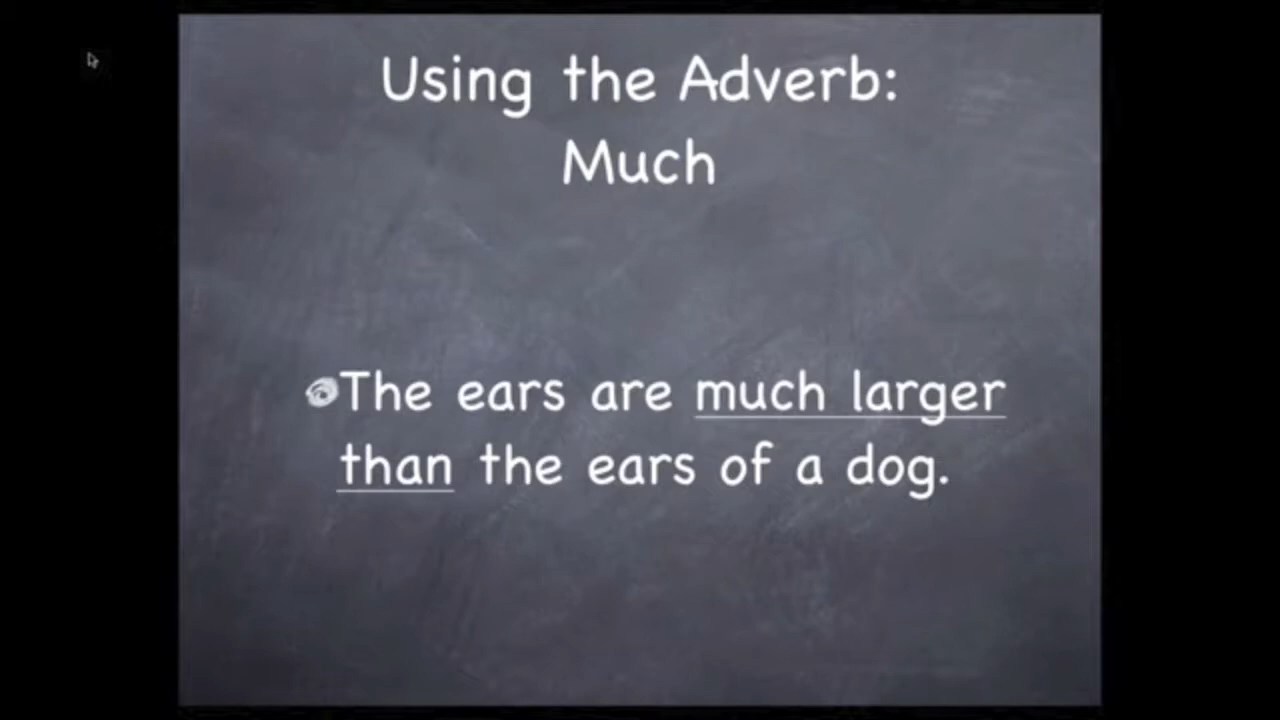 Using the Adverb:
Much
The ears are much larger
than the ears of a dog.